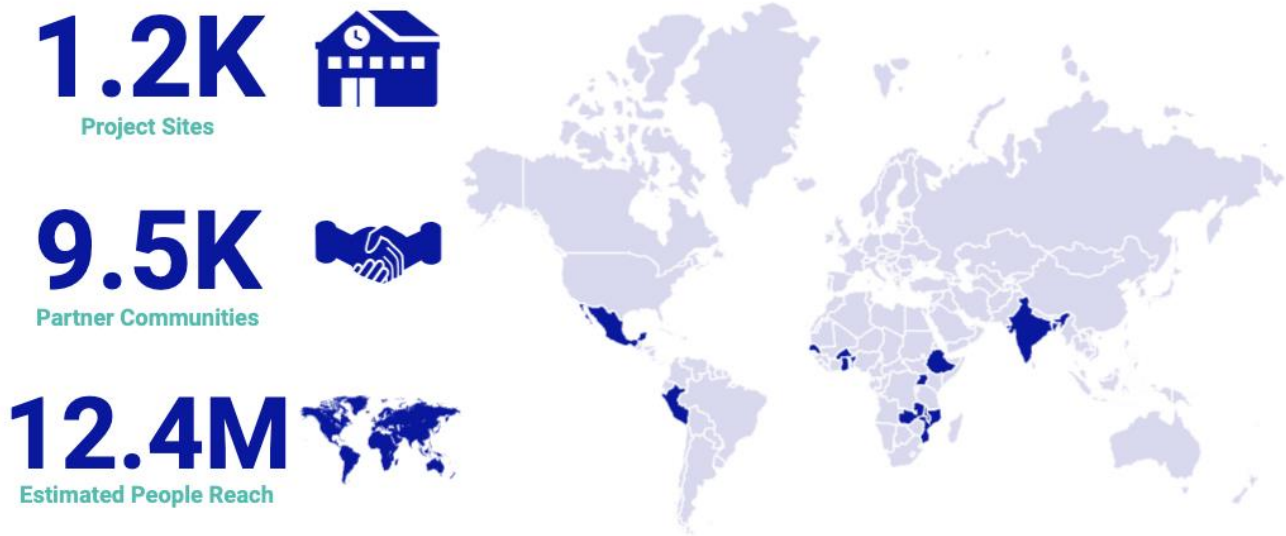 1.2K
Project Sites
9.5K
Partner Communities
12.4M
Estimated People Reach